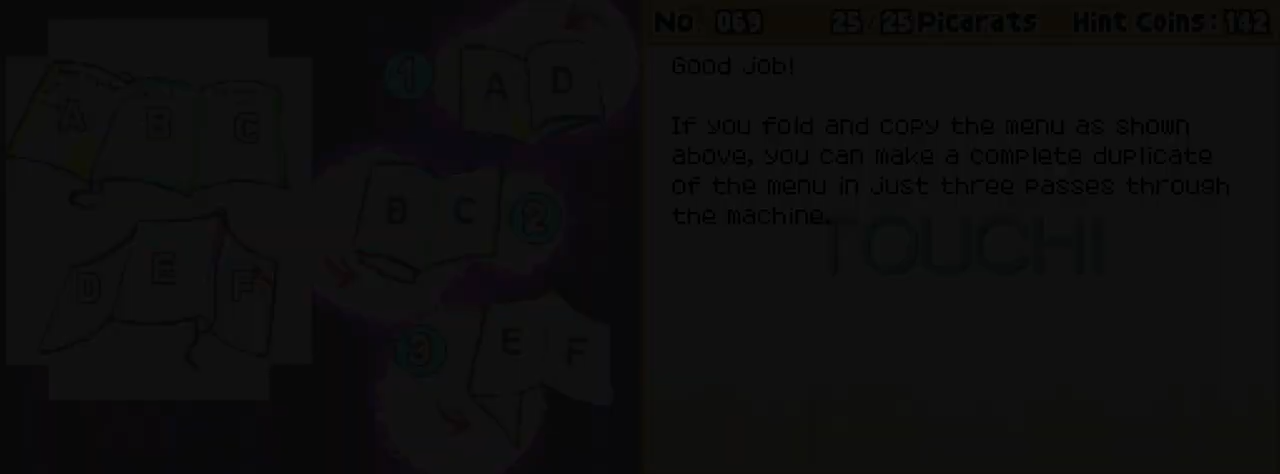 No 069 25/25 Picarats Hint Coins: 142
Good job!
If you fold and copy the menu as shown
above, you can make a complete duplicate
of the menu in just three passes through
the machine.
TOUCH!
A B C
D E F
1 A D
B C 2
3 E F